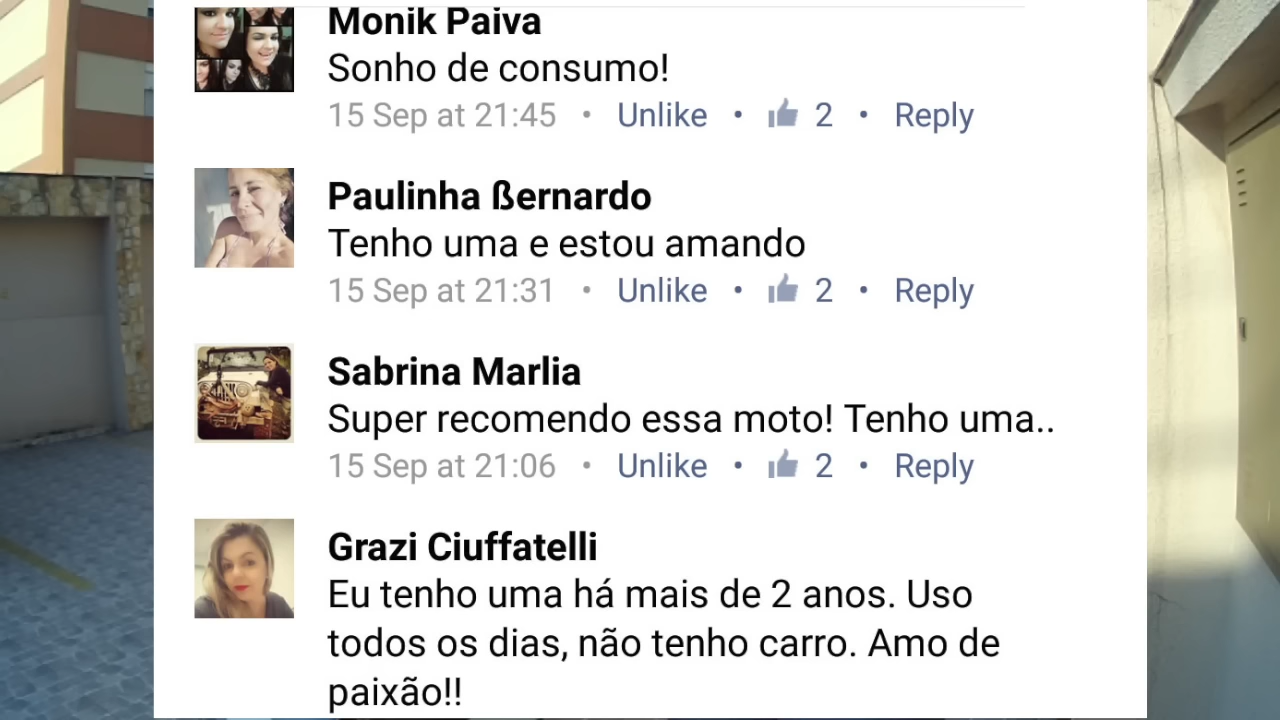 Monik Paiva
Sonho de consumo!
15 Sep at 21:45 • Unlike • 2 • Reply
Paulinha ßernardo
Tenho uma e estou amando
15 Sep at 21:31 • Unlike • 2 • Reply
Sabrina Marlia
Super recomendo essa moto! Tenho uma..
15 Sep at 21:06 • Unlike • 2 • Reply
Grazi Ciuffatelli
Eu tenho uma há mais de 2 anos. Uso
todos os dias, não tenho carro. Amo de
paixão!!